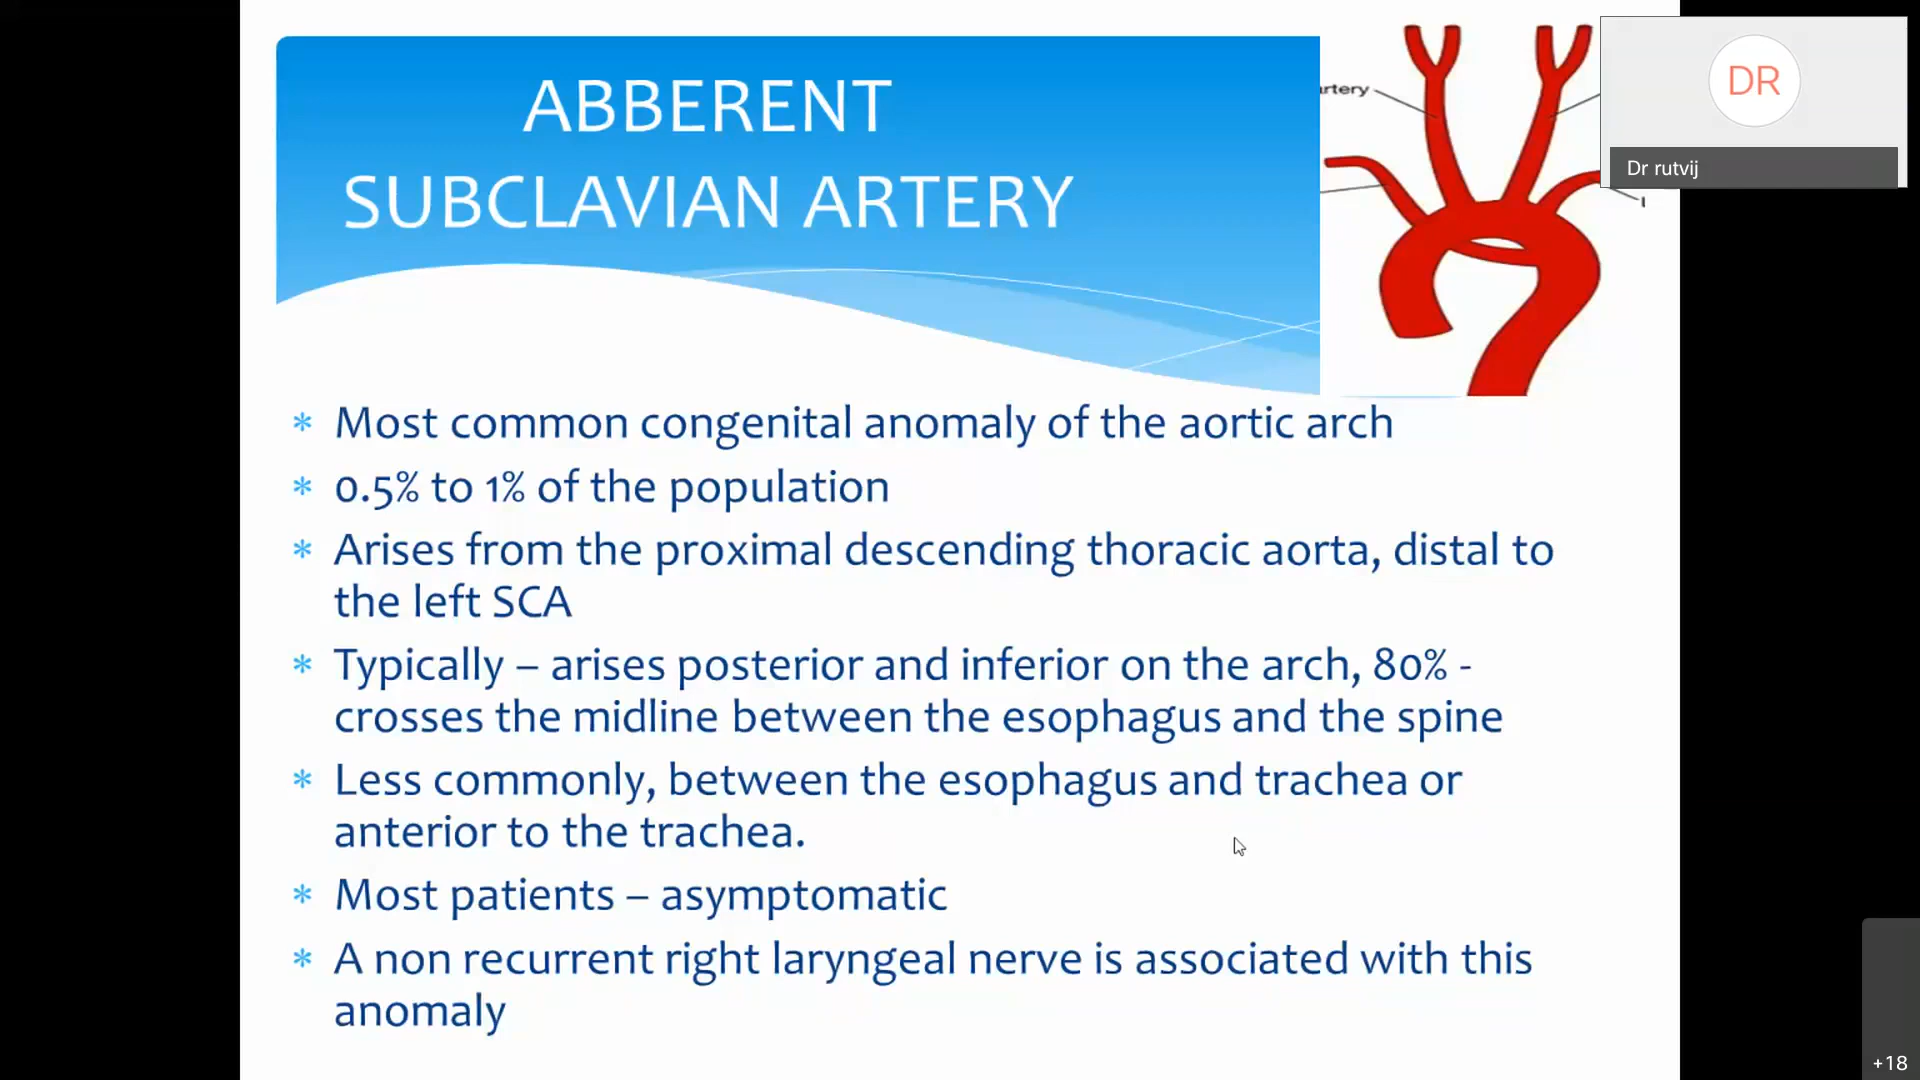 ABBERENT
SUBCLAVIAN ARTERY
artery
DR
Dr rutvij
* Most common congenital anomaly of the aortic arch
* 0.5% to 1% of the population
* Arises from the proximal descending thoracic aorta, distal to
the left SCA
* Typically – arises posterior and inferior on the arch, 80% -
crosses the midline between the esophagus and the spine
* Less commonly, between the esophagus and trachea or
anterior to the trachea.
* Most patients – asymptomatic
* A non recurrent right laryngeal nerve is associated with this
anomaly
+18